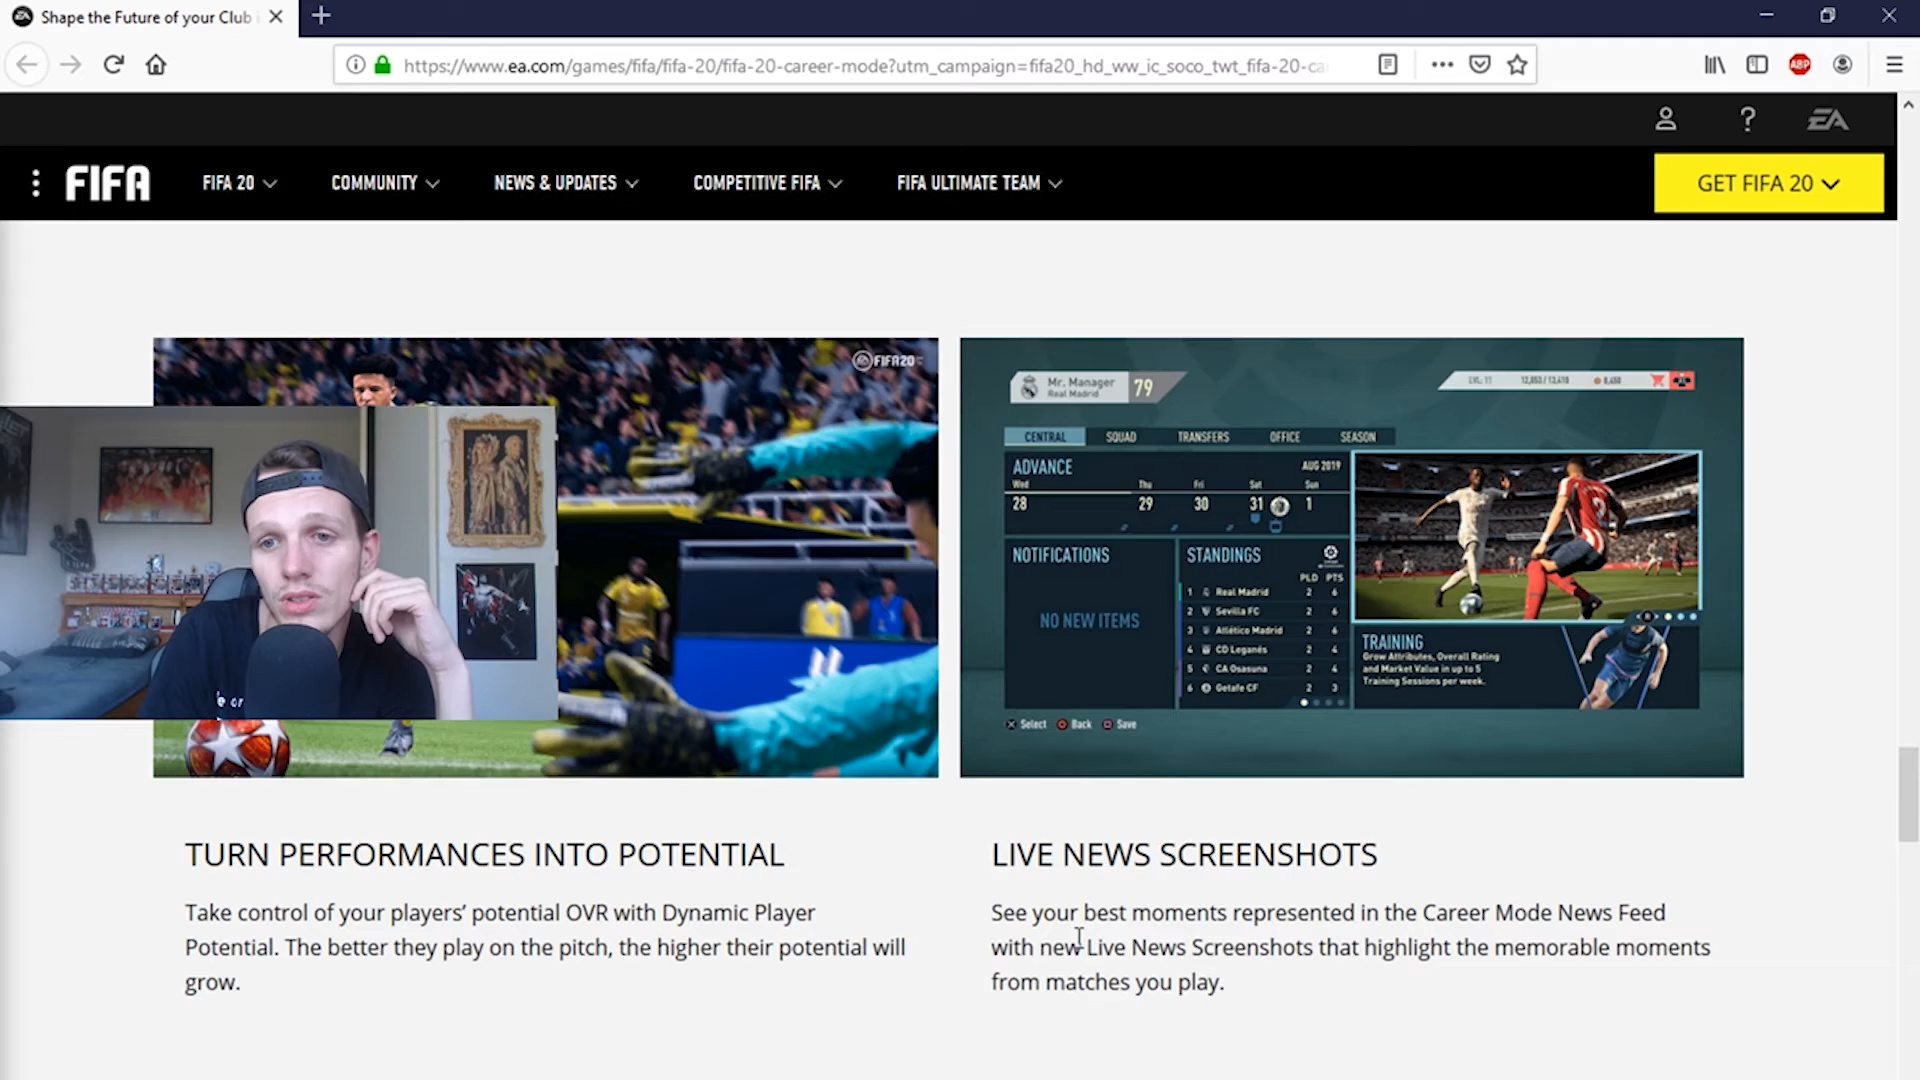 Shape the Future of your Club
https://www.ea.com/games/fifa/fifa-20/fifa-20-career-mode?utm_campaign=fifa20_hd_ww_ic_soco_twt_fifa-20-ca
ABP
EA
FIFA
FIFA 20
COMMUNITY
NEWS & UPDATES
COMPETITIVE FIFA
FIFA ULTIMATE TEAM
GET FIFA 20
FIFA20
Mr. Manager 79
Real Madrid
LVL: 11
CENTRAL SQUAD TRANSFERS OFFICE SEASON
ADVANCE AUG 2019
Wed Thu Fri Sat Sun
28 29 30 31 1
NOTIFICATIONS
NO NEW ITEMS
STANDINGS
PLD PTS
1 Real Madrid 2 6
2 Sevilla FC 2 6
3 Atlético Madrid 2 6
4 CD Leganés 2 4
5 CA Osasuna 2 4
6 Getafe CF 2 3
TRAINING
Grow Attributes, Overall Rating
and Market Value in up to 5
Training Sessions per week.
Select Back Save
TURN PERFORMANCES INTO POTENTIAL
Take control of your players’ potential OVR with Dynamic Player
Potential. The better they play on the pitch, the higher their potential will
grow.
LIVE NEWS SCREENSHOTS
See your best moments represented in the Career Mode News Feed
with new Live News Screenshots that highlight the memorable moments
from matches you play.